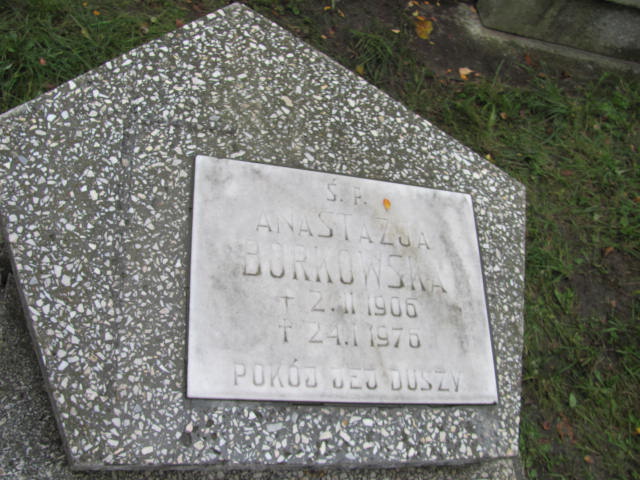 Ś. P.
ANASTAZJA
BORKOWSKA
† 2.II 1906
† 24.I 1976
POKÓJ JEJ DUSZY